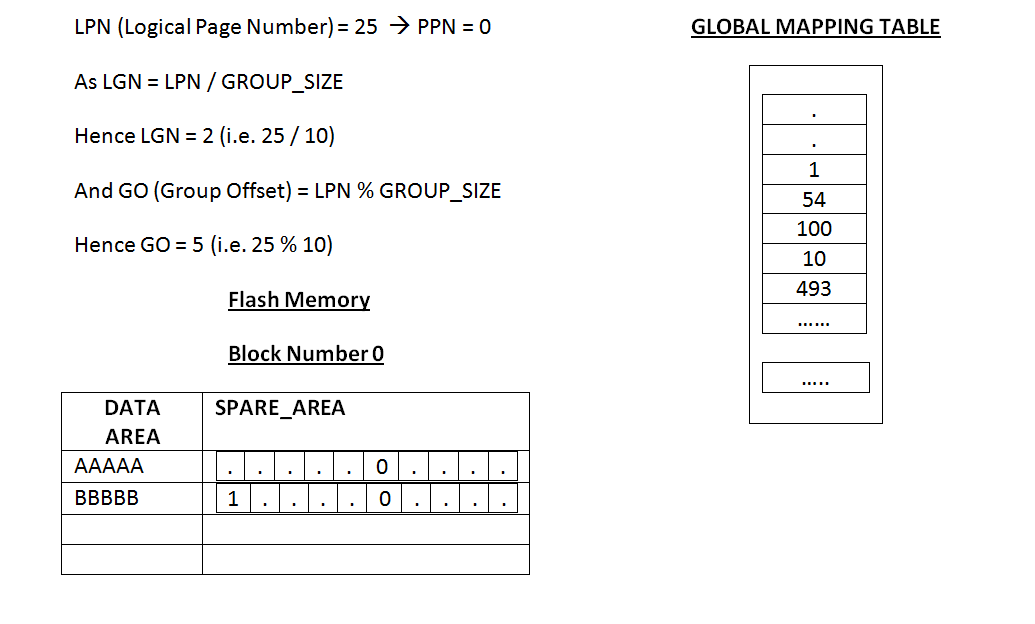 LPN (Logical Page Number) = 25 → PPN = 0
As LGN = LPN / GROUP_SIZE
Hence LGN = 2 (i.e. 25 / 10)
And GO (Group Offset) = LPN % GROUP_SIZE
Hence GO = 5 (i.e. 25 % 10)
Flash Memory
Block Number 0
DATA
AREA
SPARE_AREA
AAAAA . . . . . 0 . . . .
BBBBB 1 . . . . 0 . . . .
GLOBAL MAPPING TABLE
.
.
1
54
100
10
493
......
.....